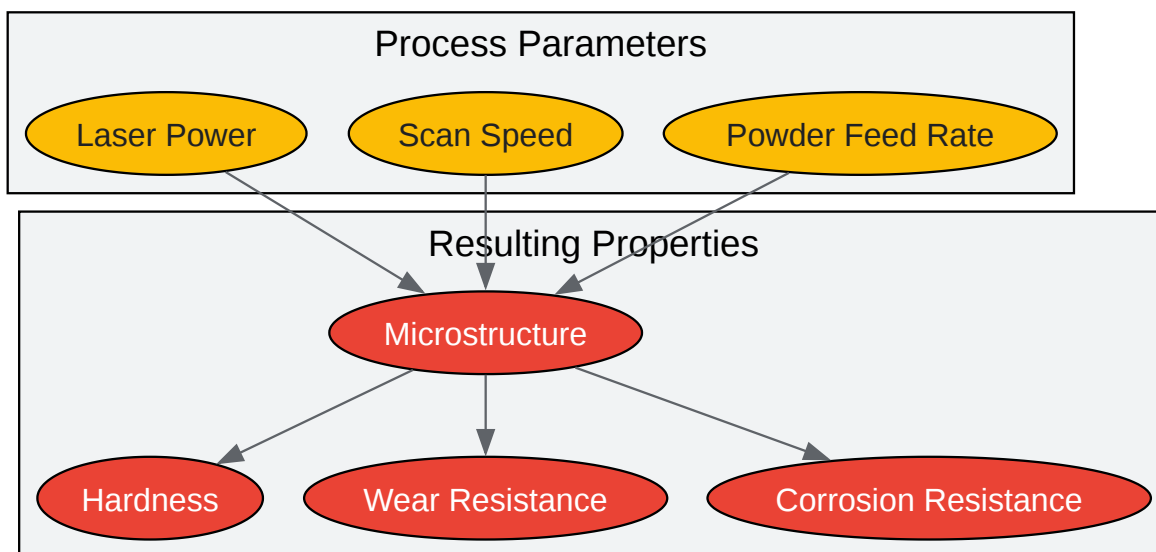 Process Parameters
Laser Power
Scan Speed
Powder Feed Rate
Resulting Properties
Microstructure
Hardness
Wear Resistance
Corrosion Resistance